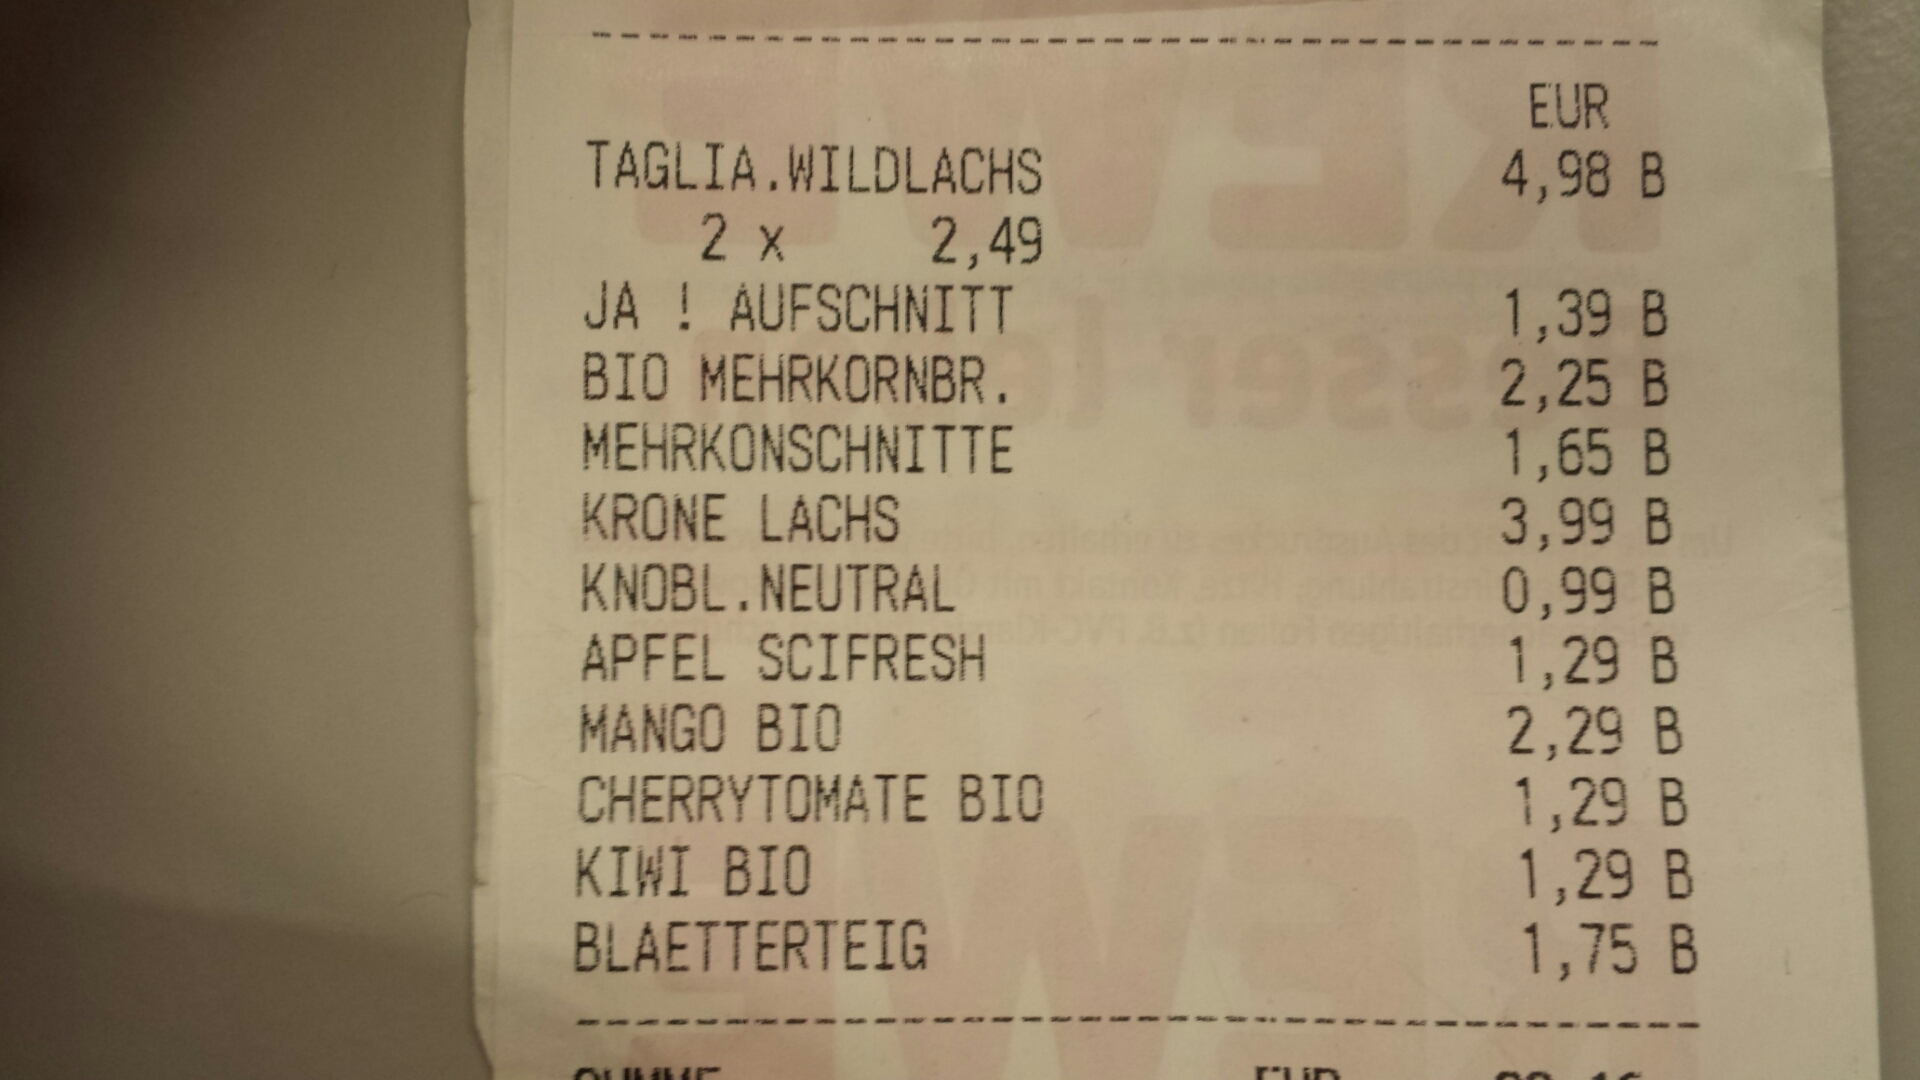 EUR
TAGLIA.WILDLACHS 4,98 B
2 x 2,49
JA ! AUFSCHNITT 1,39 B
BIO MEHRKORNBR. 2,25 B
MEHRKONSCHNITTE 1,65 B
KRONE LACHS 3,99 B
KNOBL.NEUTRAL 0,99 B
APFEL SCIFRESH 1,29 B
MANGO BIO 2,29 B
CHERRYTOMATE BIO 1,29 B
KIWI BIO 1,29 B
BLAETTERTEIG 1,75 B
SUMME EUR